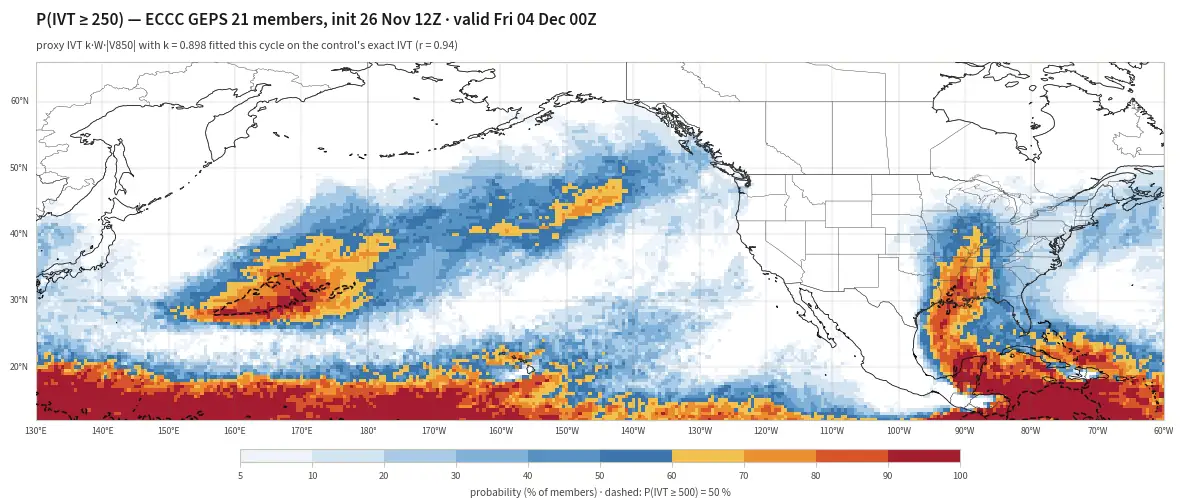 P(IVT ≥ 250) — ECCC GEPS 21 members, init 26 Nov 12Z · valid Fri 04 Dec 00Z
proxy IVT k·W·|V850| with k = 0.898 fitted this cycle on the control's exact IVT (r = 0.94)
60°N
50°N
40°N
30°N
20°N
130°E 140°E 150°E 160°E 170°E 180° 170°W 160°W 150°W 140°W 130°W 120°W 110°W 100°W 90°W 80°W 70°W 60°W
5 10 20 30 40 50 60 70 80 90 100
probability (% of members) · dashed: P(IVT ≥ 500) = 50 %